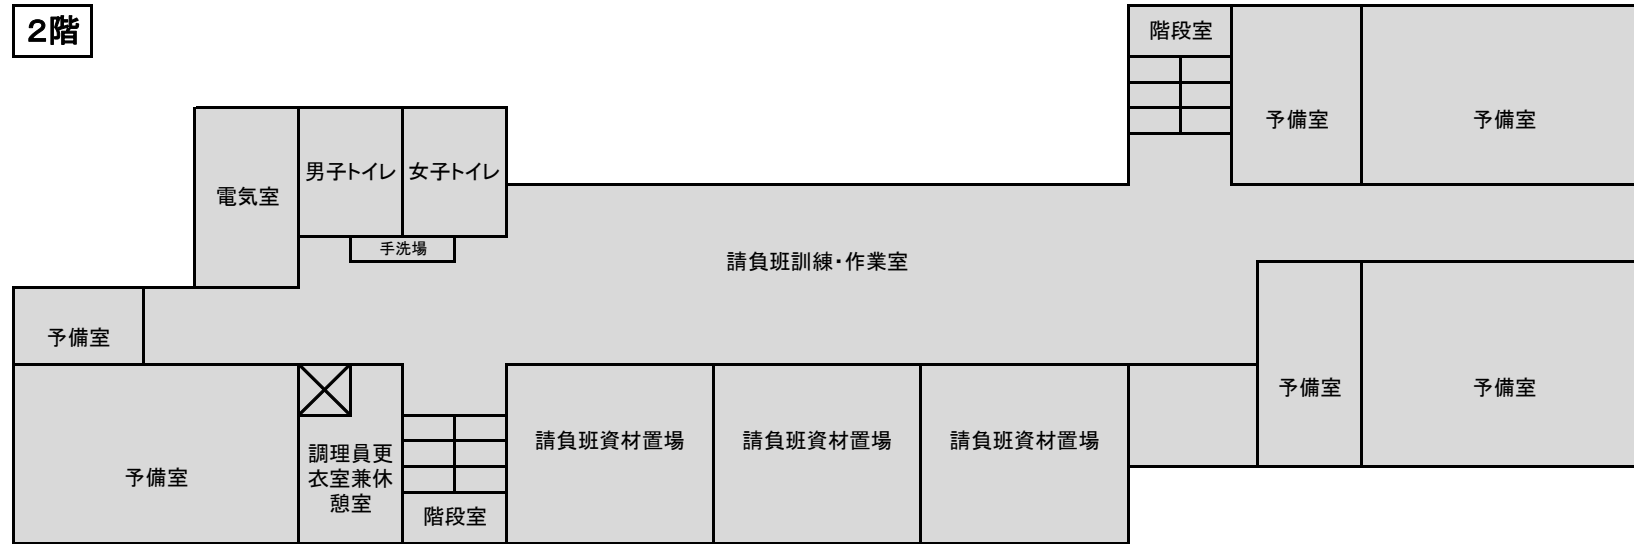 2階
階段室
予備室
予備室
男子トイレ
女子トイレ
電気室
手洗場
請負班訓練・作業室
予備室
予備室
予備室
予備室
調理員更
衣室兼休
憩室
階段室
請負班資材置場
請負班資材置場
請負班資材置場